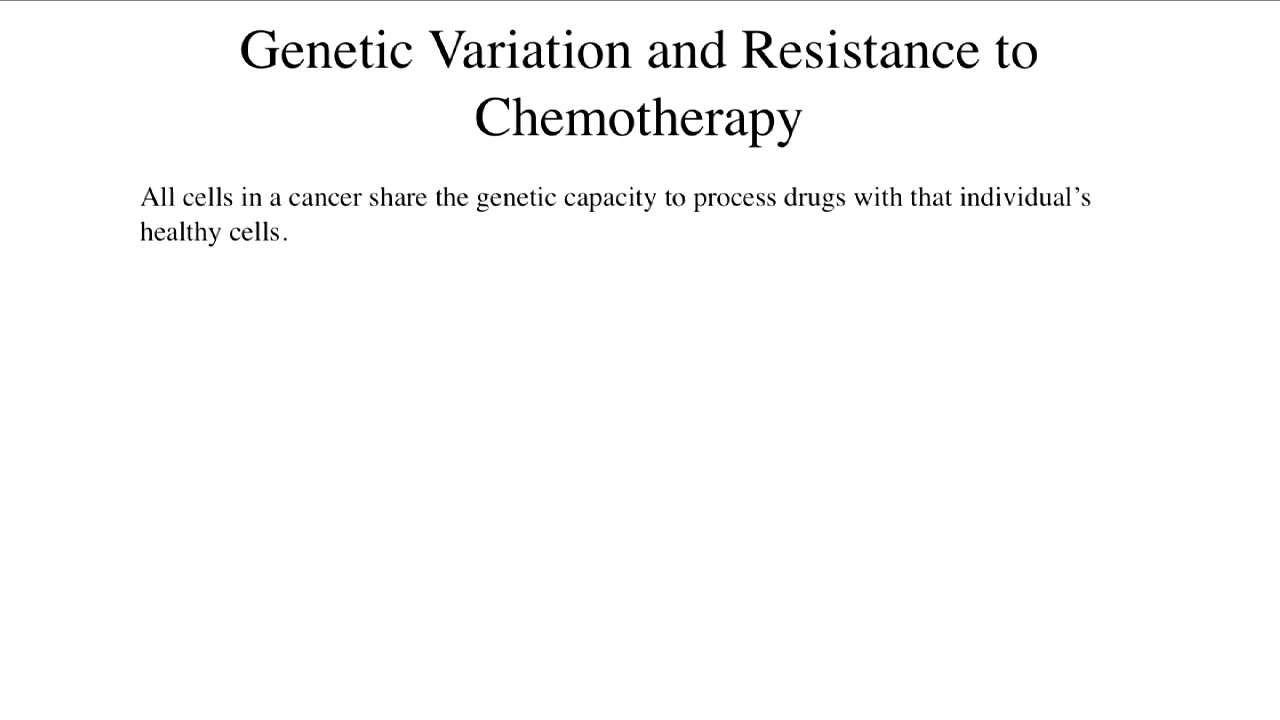 Genetic Variation and Resistance to
Chemotherapy
All cells in a cancer share the genetic capacity to process drugs with that individual’s
healthy cells.